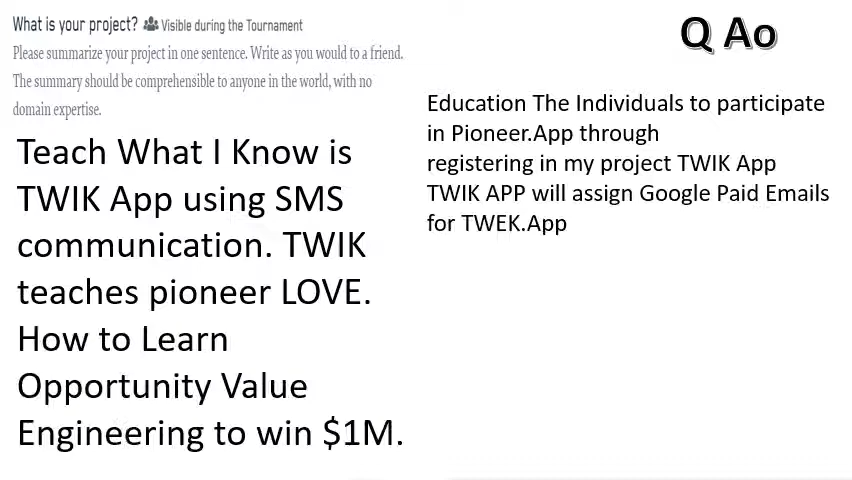 What is your project? Visible during the Tournament
Please summarize your project in one sentence. Write as you would to a friend.
The summary should be comprehensible to anyone in the world, with no
domain expertise.
Teach What I Know is
TWIK App using SMS
communication. TWIK
teaches pioneer LOVE.
How to Learn
Opportunity Value
Engineering to win $1M.
Q Ao
Education The Individuals to participate
in Pioneer.App through
registering in my project TWIK App
TWIK APP will assign Google Paid Emails
for TWEK.App